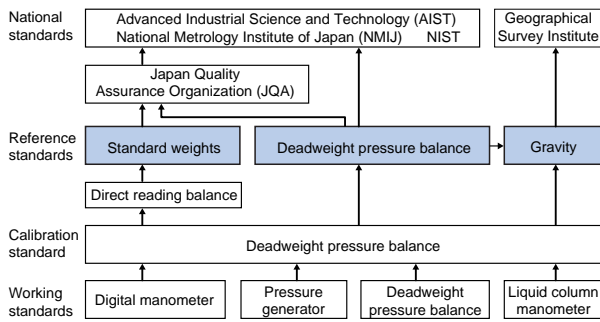 National
standards
Advanced Industrial Science and Technology (AIST)
National Metrology Institute of Japan (NMIJ) NIST
Geographical
Survey Institute
Japan Quality
Assurance Organization (JQA)
Reference
standards
Standard weights
Deadweight pressure balance
Gravity
Direct reading balance
Calibration
standard
Deadweight pressure balance
Working
standards
Digital manometer
Pressure
generator
Deadweight
pressure balance
Liquid column
manometer